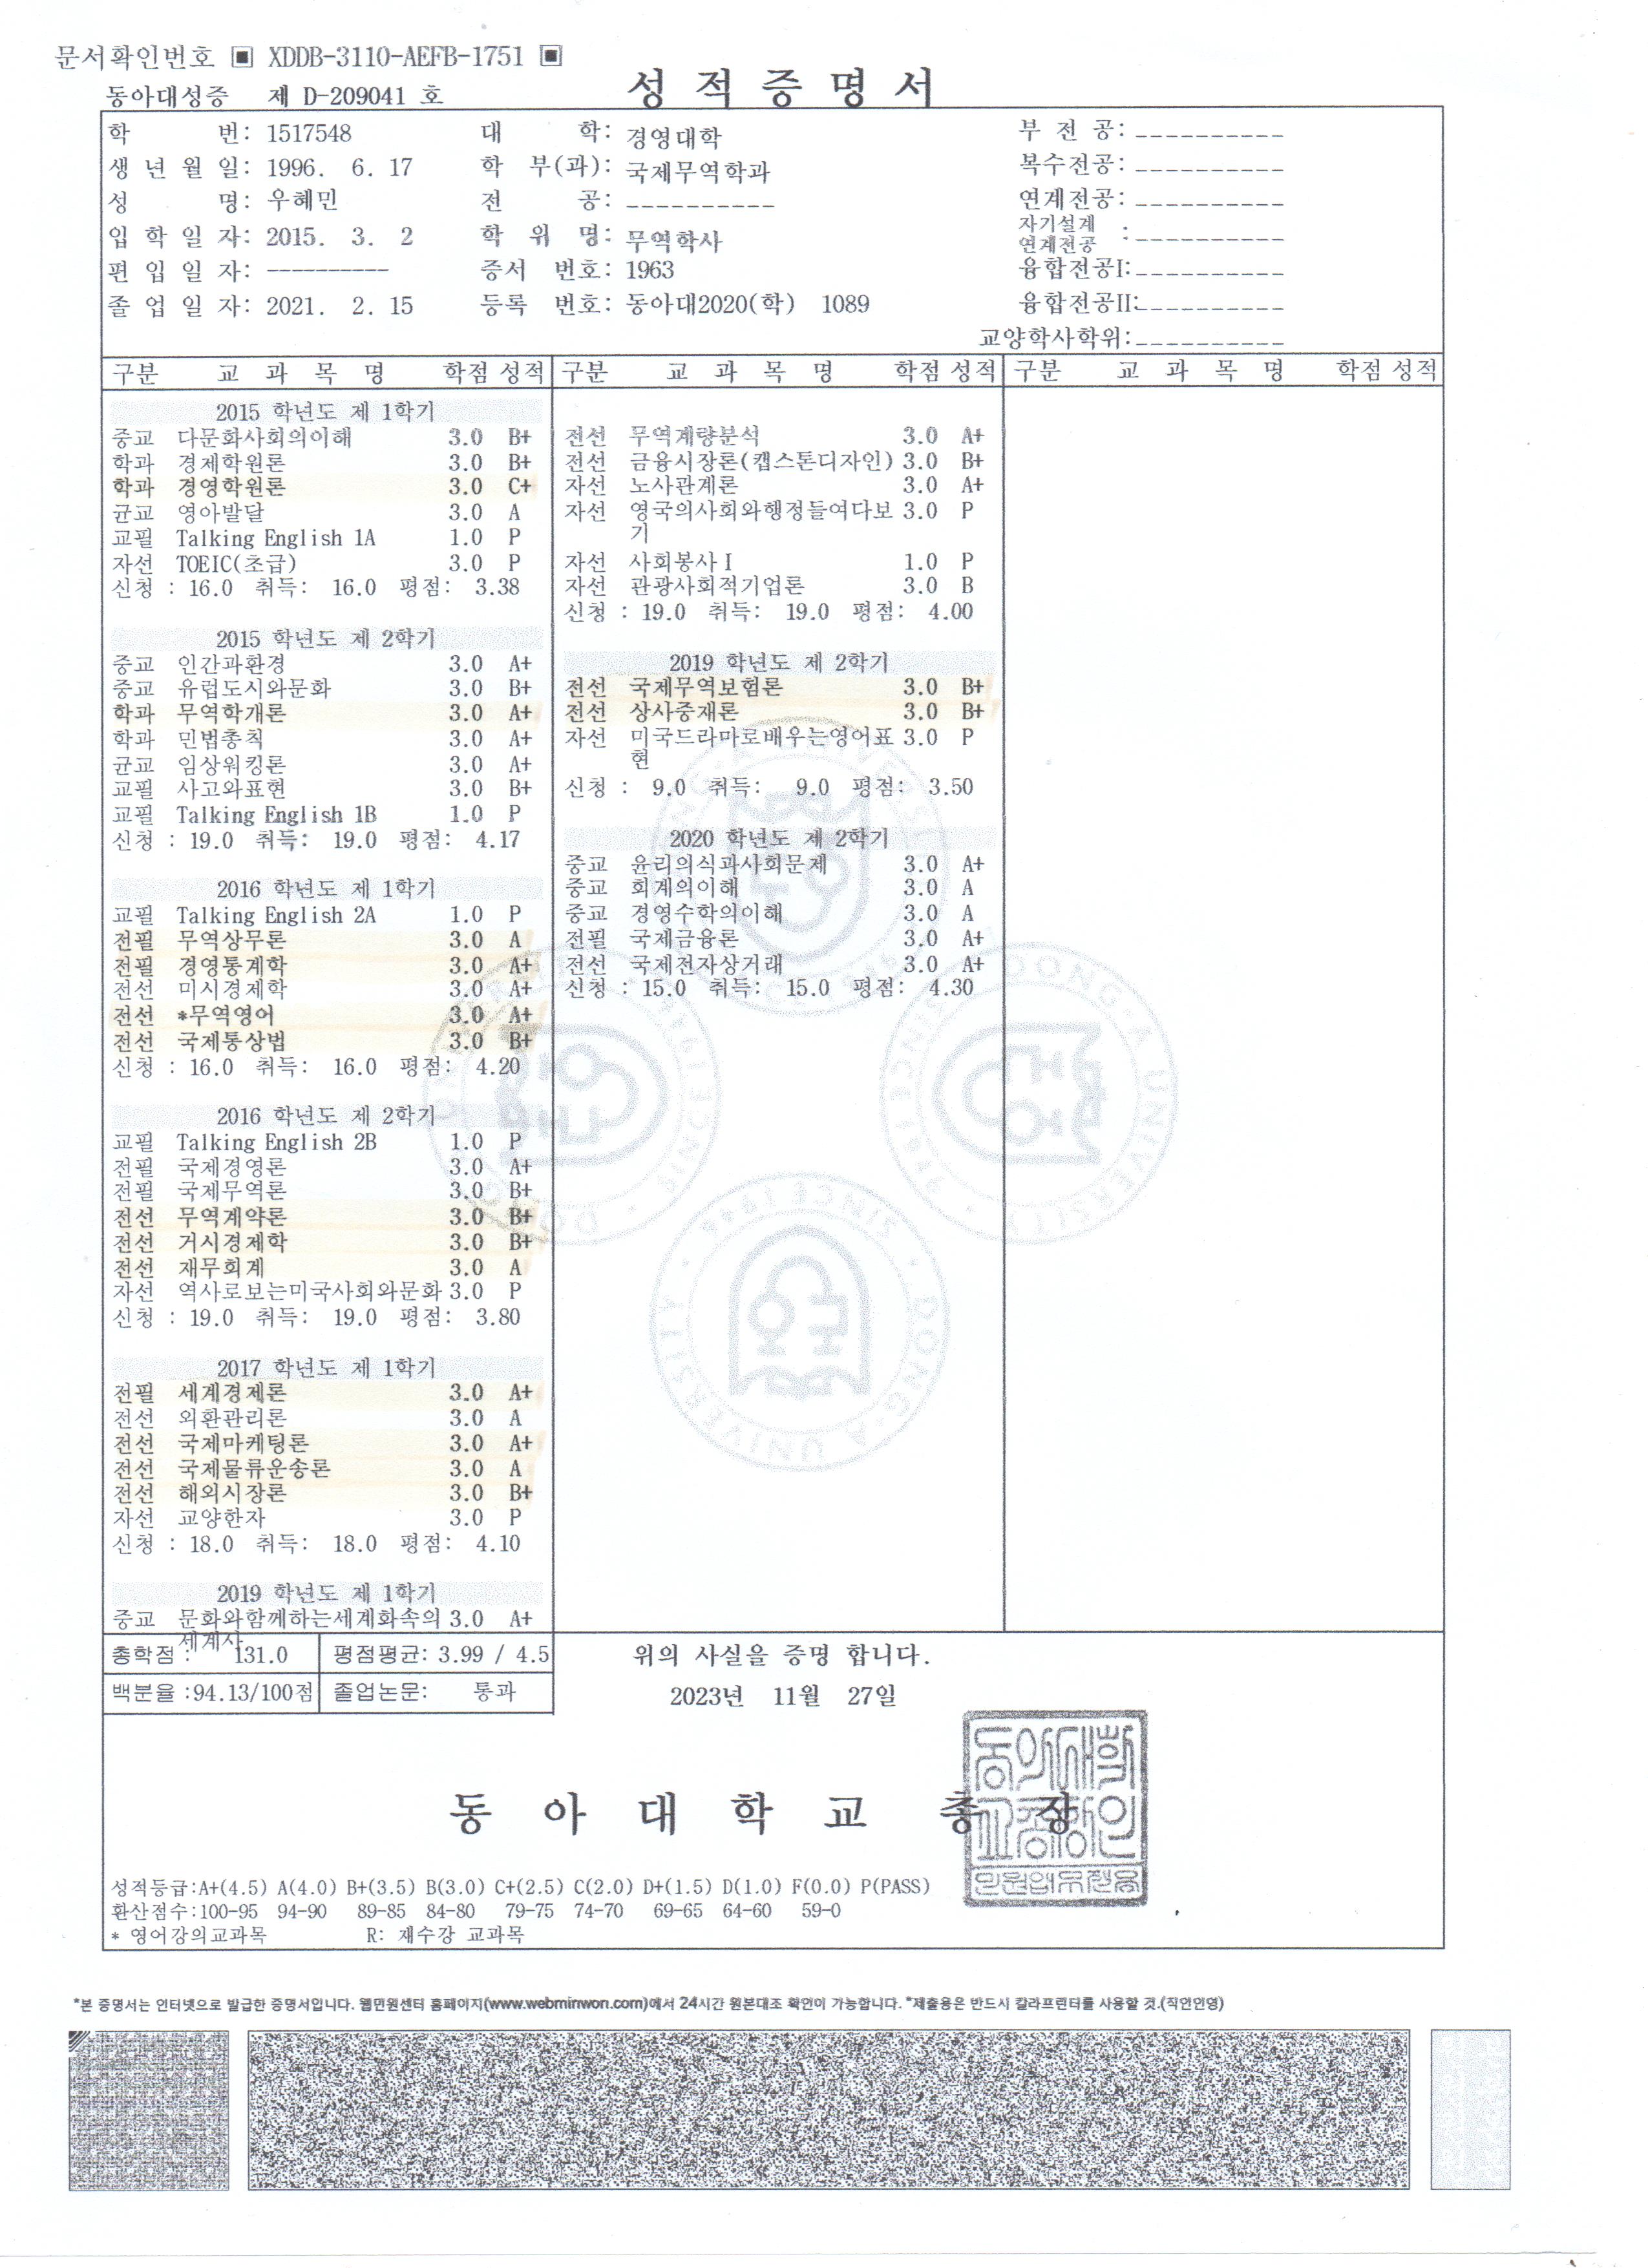 문서확인번호 ▣ XDDB-3110-AEFB-1751 ▣
동아대성증 제 D-209041 호
성 적 증 명 서
학 번: 1517548 대 학: 경영대학 부 전 공: __________
생 년 월 일: 1996. 6. 17 학 부(과): 국제무역학과 복수전공: __________
성 명: 우혜민 전 공: __________ 연계전공: __________
입 학 일 자: 2015. 3. 2 학 위 명: 무역학사 자기설계 연계전공 : __________
편 입 일 자: ---------- 증서 번호: 1963 융합전공I: __________
졸 업 일 자: 2021. 2. 15 등록 번호: 동아대2020(학) 1089 융합전공II: __________
교양학사학위: __________
구분 교 과 목 명 학점 성적 구분 교 과 목 명 학점 성적 구분 교 과 목 명 학점 성적
2015 학년도 제 1학기
중교 다문화사회의이해 3.0 B+
학과 경제학원론 3.0 B+
학과 경영학원론 3.0 C+
균교 영아발달 3.0 A
교필 Talking English 1A 1.0 P
자선 TOEIC(초급) 3.0 P
신청 : 16.0 취득: 16.0 평점: 3.38
2015 학년도 제 2학기
중교 인간과환경 3.0 A+
중교 유럽도시와문화 3.0 B+
학과 무역학개론 3.0 A+
학과 민법총칙 3.0 A+
균교 임상워킹론 3.0 A+
교필 사고와표현 3.0 B+
교필 Talking English 1B 1.0 P
신청 : 19.0 취득: 19.0 평점: 4.17
2016 학년도 제 1학기
교필 Talking English 2A 1.0 P
전필 무역상무론 3.0 A
전필 경영통계학 3.0 A+
전선 미시경제학 3.0 A+
전선 *무역영어 3.0 A+
전선 국제통상법 3.0 B+
신청 : 16.0 취득: 16.0 평점: 4.20
2016 학년도 제 2학기
교필 Talking English 2B 1.0 P
전필 국제경영론 3.0 A+
전필 국제무역론 3.0 B+
전선 무역계약론 3.0 B+
전선 거시경제학 3.0 B+
전선 재무회계 3.0 A
자선 역사로보는미국사회와문화 3.0 P
신청 : 19.0 취득: 19.0 평점: 3.80
2017 학년도 제 1학기
전필 세계경제론 3.0 A+
전선 외환관리론 3.0 A
전선 국제마케팅론 3.0 A+
전선 국제물류운송론 3.0 A
전선 해외시장론 3.0 B+
자선 교양한자 3.0 P
신청 : 18.0 취득: 18.0 평점: 4.10
2019 학년도 제 1학기
중교 문화와함께하는세계화속의 3.0 A+
세계사
전선 무역계량분석 3.0 A+
전선 금융시장론(캡스톤디자인) 3.0 B+
자선 노사관계론 3.0 A+
자선 영국의사회와행정들여다보 3.0 P
기
자선 사회봉사Ⅰ 1.0 P
자선 관광사회적기업론 3.0 B
신청 : 19.0 취득: 19.0 평점: 4.00
2019 학년도 제 2학기
전선 국제무역보험론 3.0 B+
전선 상사중재론 3.0 B+
자선 미국드라마로배우는영어표 3.0 P
현
신청 : 9.0 취득: 9.0 평점: 3.50
2020 학년도 제 2학기
중교 윤리의식과사회문제 3.0 A+
중교 회계의이해 3.0 A
중교 경영수학의이해 3.0 A
전필 국제금융론 3.0 A+
전선 국제전자상거래 3.0 A+
신청 : 15.0 취득: 15.0 평점: 4.30
총학점 : 131.0 평점평균: 3.99 / 4.5
백분율 :94.13/100점 졸업논문: 통과
위의 사실을 증명 합니다.
2023년 11월 27일
동 아 대 학 교 총 장
동아대학
교총장인
민원업무전용
성적등급:A+(4.5) A(4.0) B+(3.5) B(3.0) C+(2.5) C(2.0) D+(1.5) D(1.0) F(0.0) P(PASS)
환산점수:100-95 94-90 89-85 84-80 79-75 74-70 69-65 64-60 59-0
* 영어강의교과목 R: 재수강 교과목
*본 증명서는 인터넷으로 발급한 증명서입니다. 웹민원센터 홈페이지(www.webminwon.com)에서 24시간 원본대조 확인이 가능합니다. *제출용은 반드시 칼라프린터를 사용할 것.(직인인영)
DONG-A UNIVERSITY · SINCE 1946
DONG-A UNIVERSITY · SINCE 1946
DONG-A UNIVERSITY · SINCE 1946
DONG-A UNIVERSITY · SINCE 1946